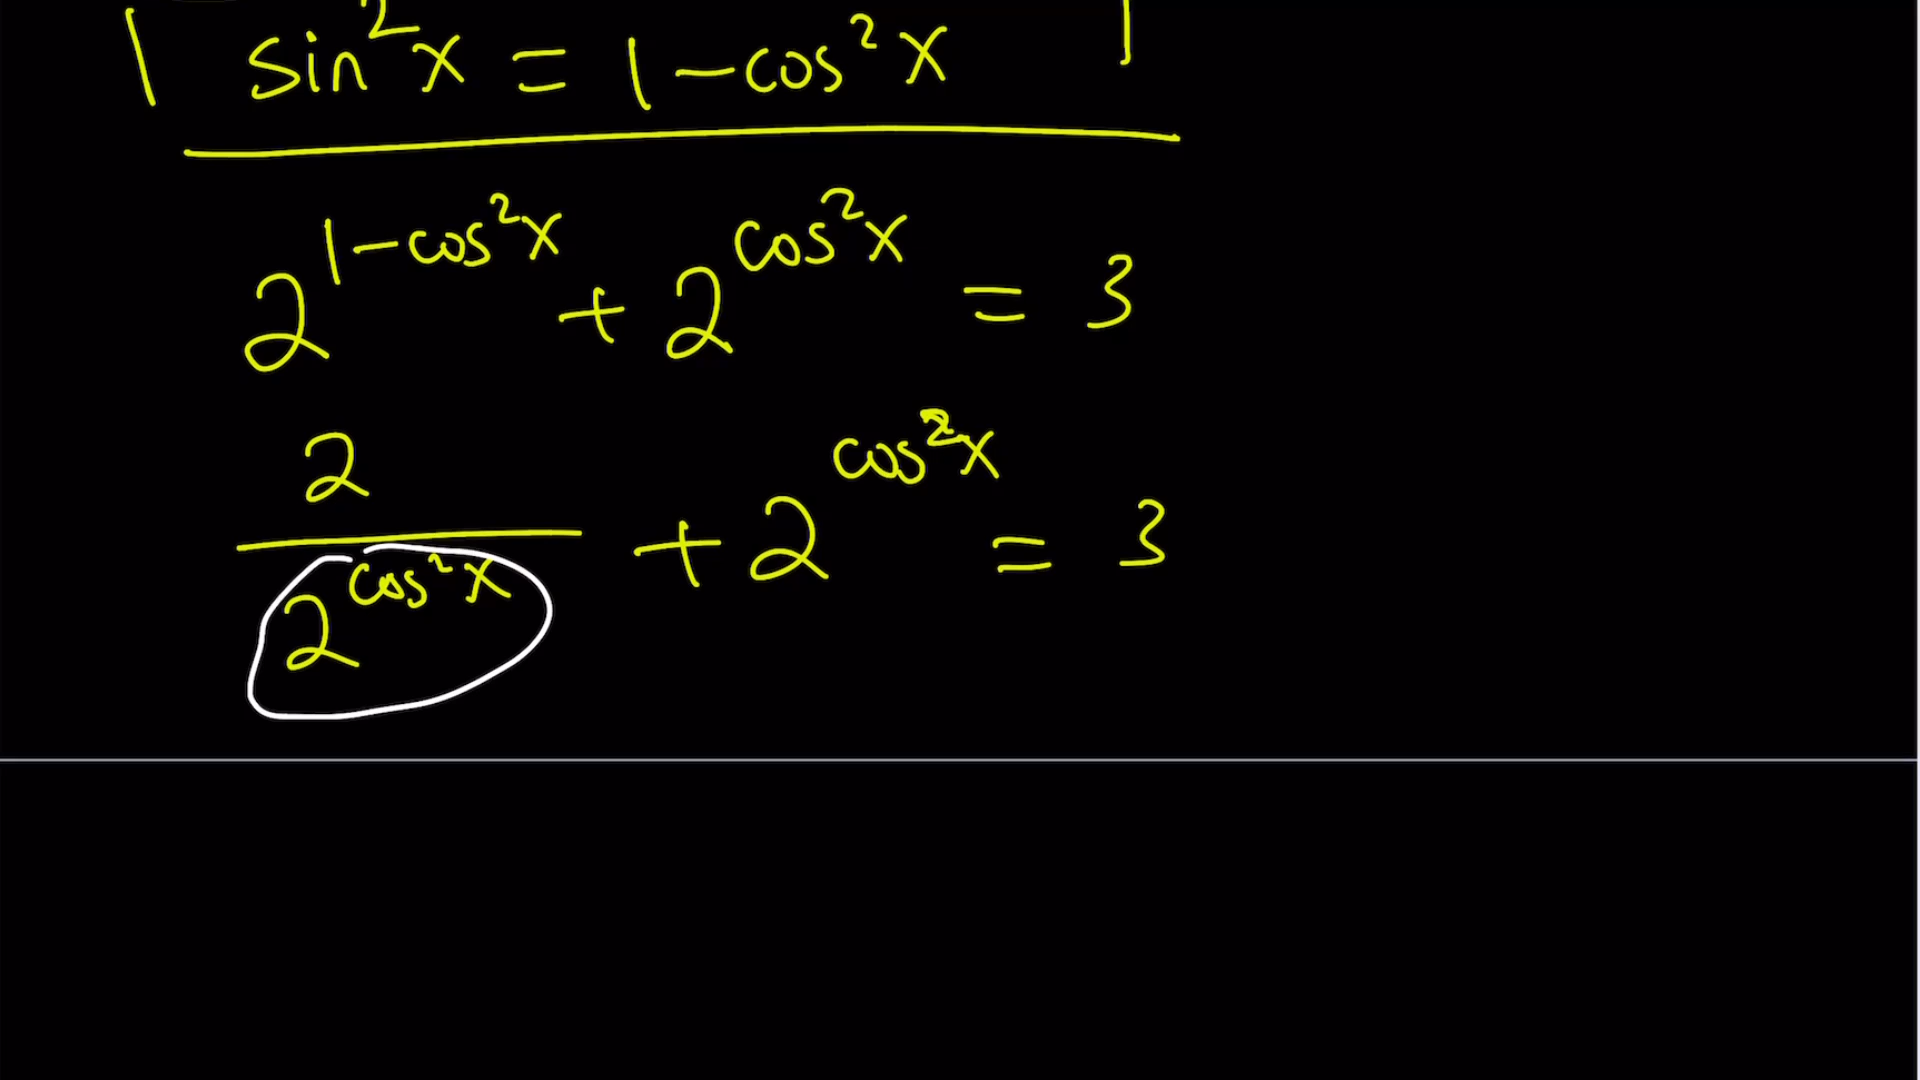 sin²x = 1-cos²x
2^(1-cos²x) + 2^(cos²x) = 3
2/2^(cos²x) + 2^(cos²x) = 3